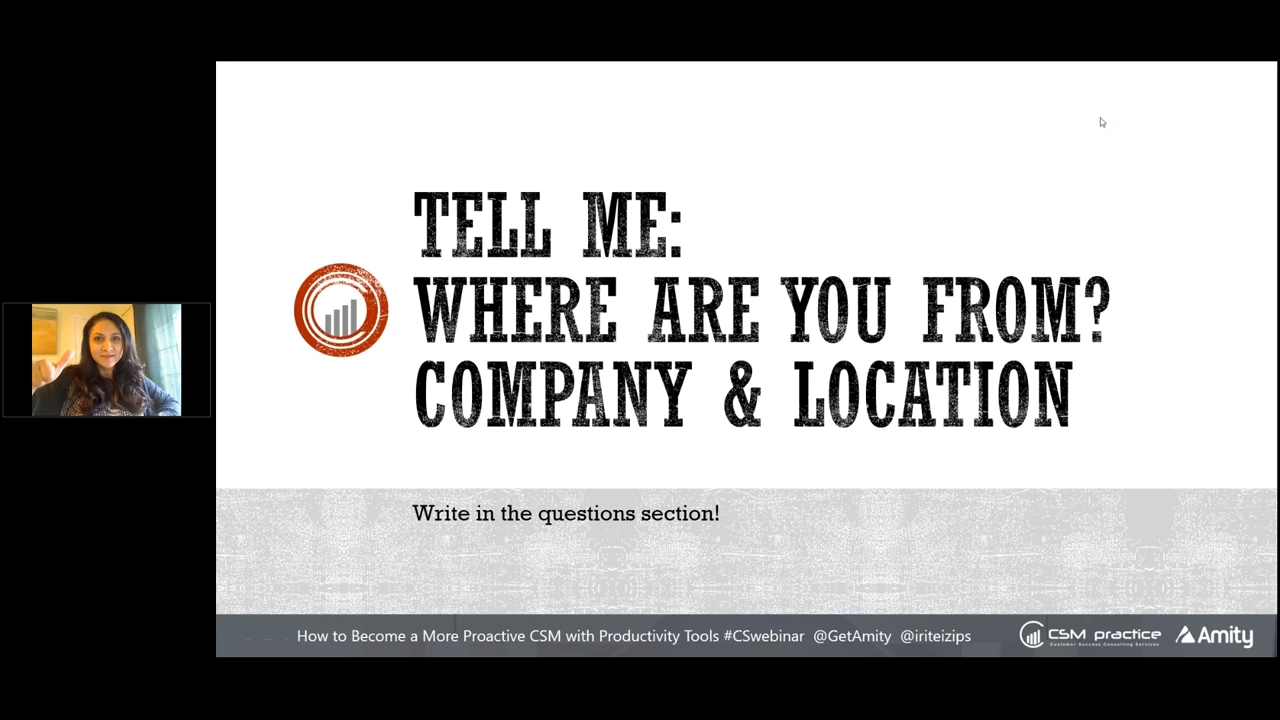 TELL ME:
WHERE ARE YOU FROM?
COMPANY & LOCATION
Write in the questions section!
How to Become a More Proactive CSM with Productivity Tools #CSwebinar @GetAmity @iriteizips
CSM practice
Customer Success Consulting Services
Amity